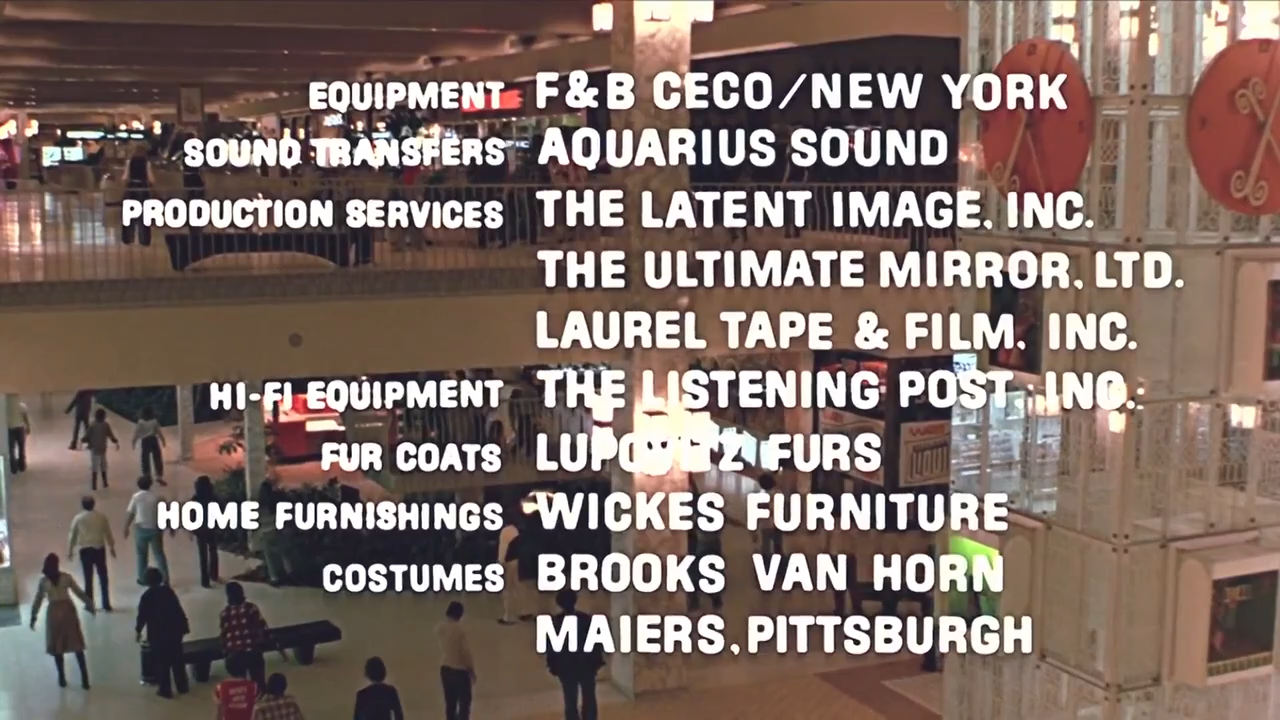 EQUIPMENT F&B CECO/NEW YORK
SOUND TRANSFERS AQUARIUS SOUND
PRODUCTION SERVICES THE LATENT IMAGE, INC.
THE ULTIMATE MIRROR, LTD.
LAUREL TAPE & FILM, INC.
HI-FI EQUIPMENT THE LISTENING POST, INC.
FUR COATS LUPOVITZ FURS
HOME FURNISHINGS WICKES FURNITURE
COSTUMES BROOKS VAN HORN
MAIERS, PITTSBURGH